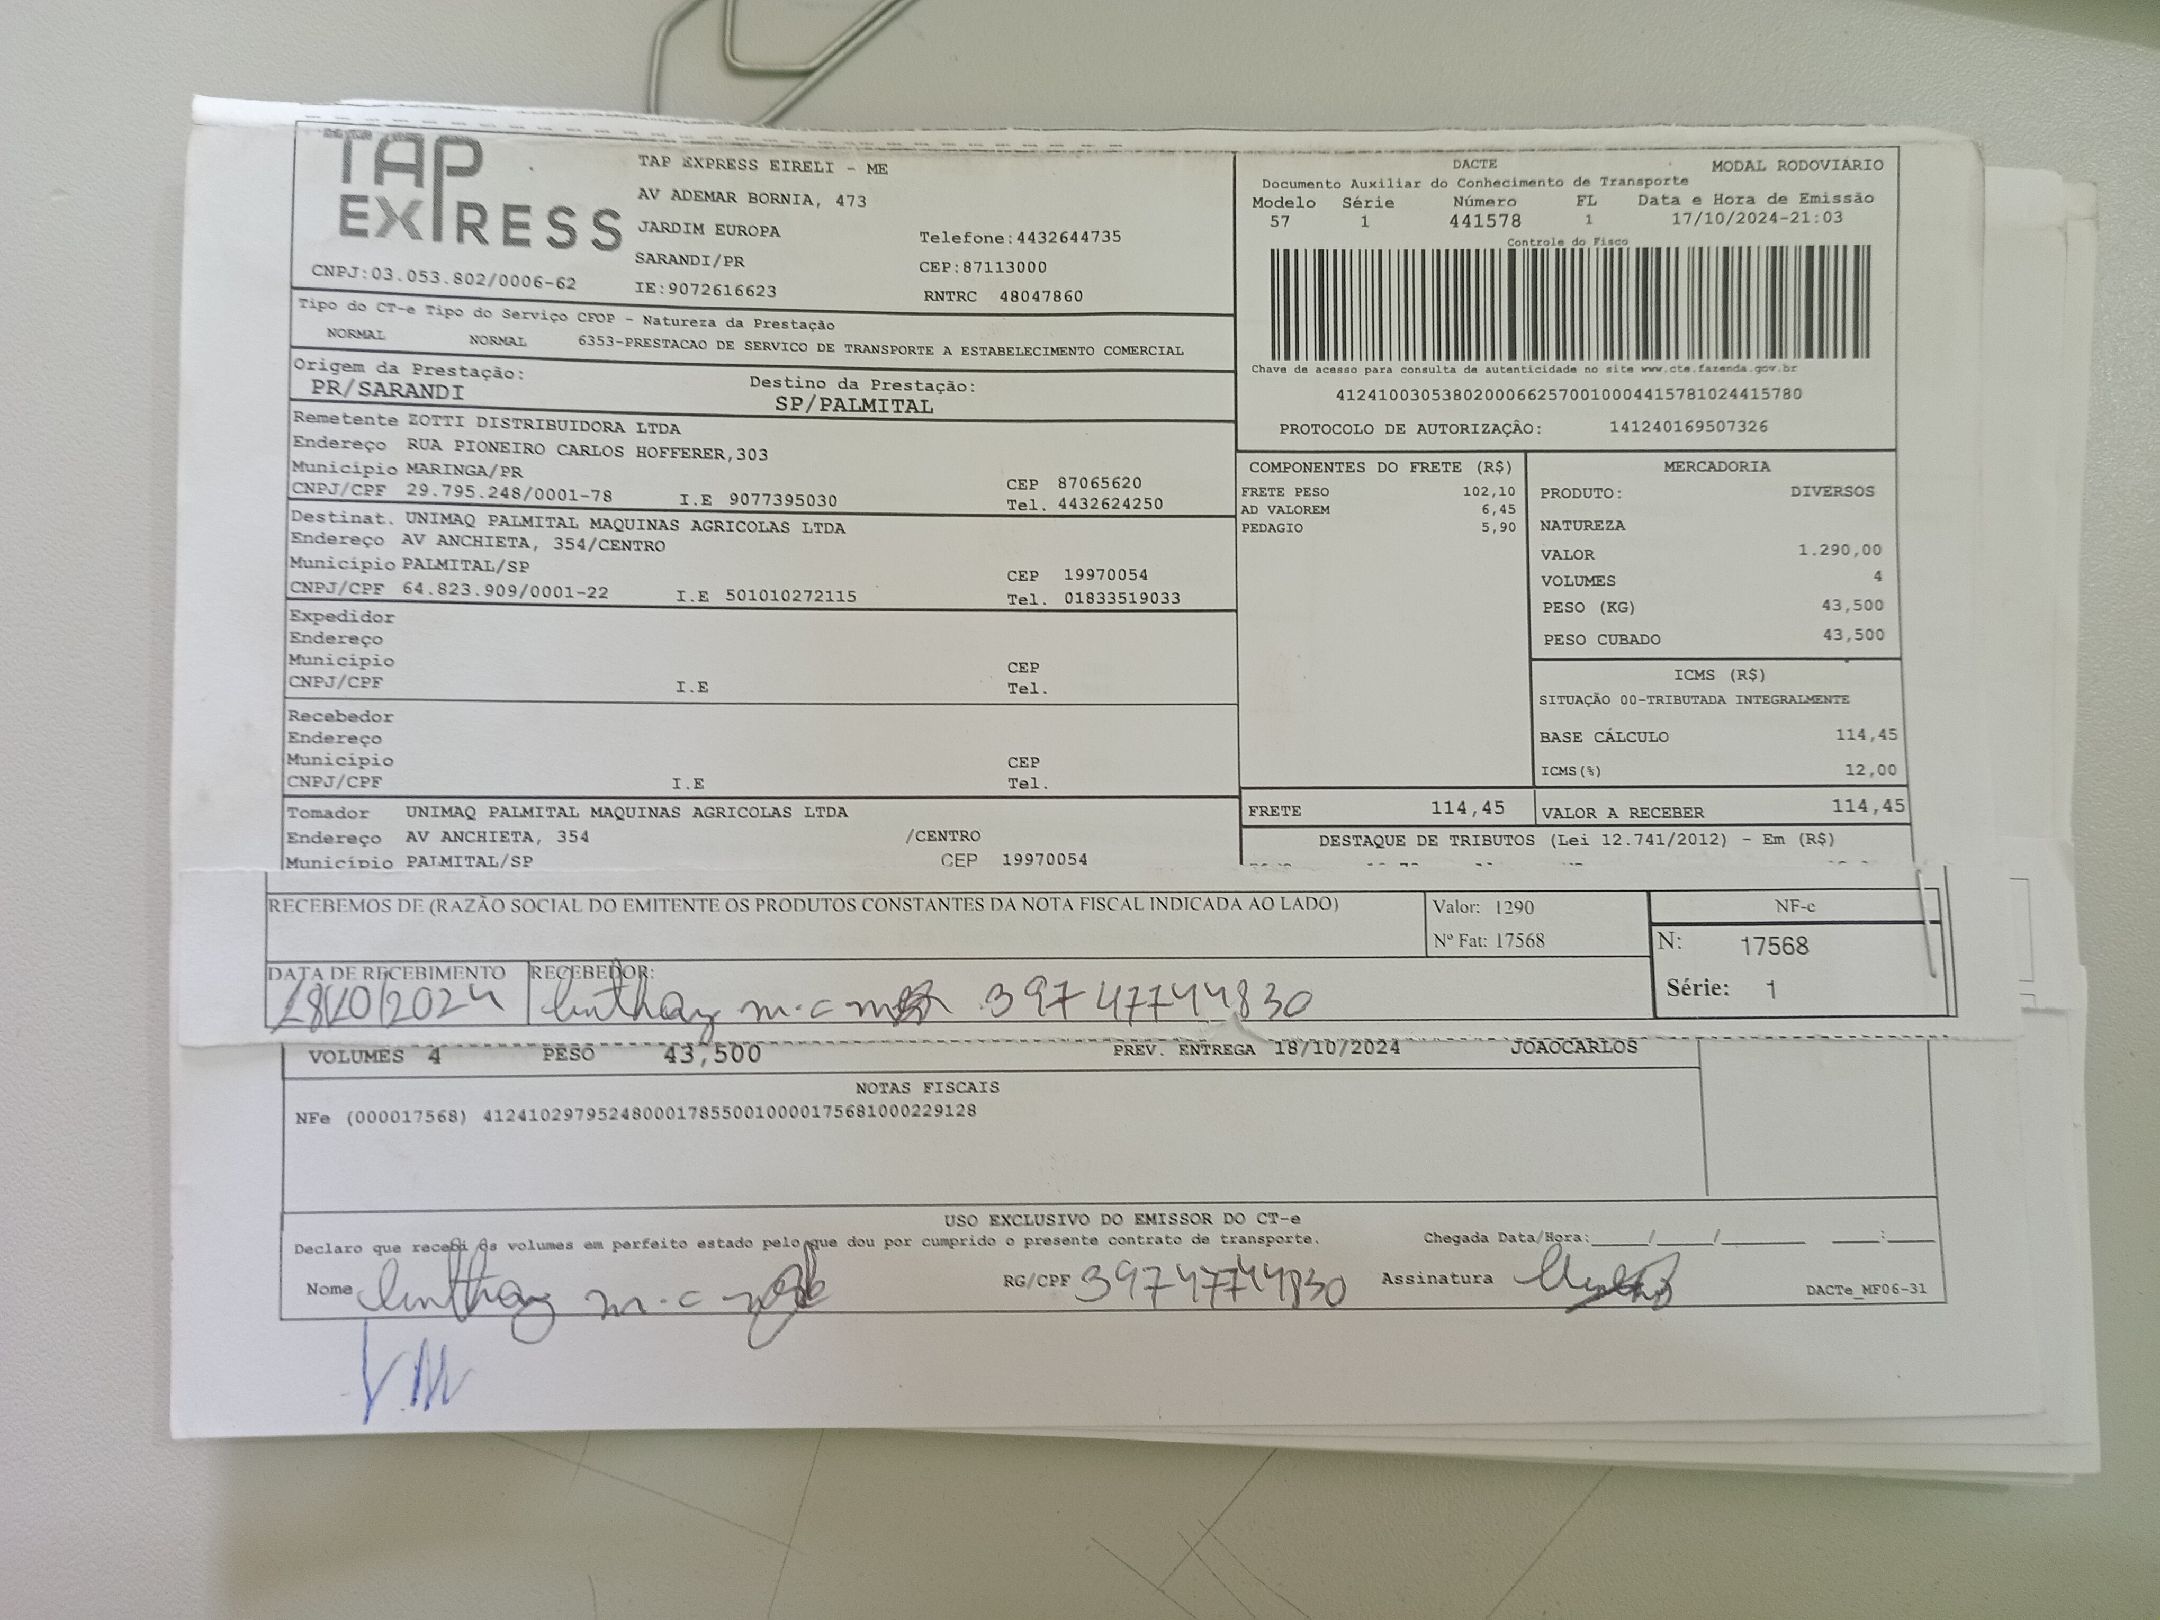 TAP EXPRESS
TAP EXPRESS EIRELI - ME
AV ADEMAR BORNIA, 473
JARDIM EUROPA Telefone:4432644735
SARANDI/PR CEP:87113000
CNPJ:03.053.802/0006-62 IE:9072616623 RNTRC 48047860
Tipo do CT-e Tipo do Serviço CFOP - Natureza da Prestação
NORMAL NORMAL 6353-PRESTACAO DE SERVICO DE TRANSPORTE A ESTABELECIMENTO COMERCIAL
Origem da Prestação: Destino da Prestação:
PR/SARANDI SP/PALMITAL
Remetente ZOTTI DISTRIBUIDORA LTDA
Endereço RUA PIONEIRO CARLOS HOFFERER,303
Município MARINGA/PR CEP 87065620
CNPJ/CPF 29.795.248/0001-78 I.E 9077395030 Tel. 4432624250
Destinat. UNIMAQ PALMITAL MAQUINAS AGRICOLAS LTDA
Endereço AV ANCHIETA, 354/CENTRO
Município PALMITAL/SP CEP 19970054
CNPJ/CPF 64.823.909/0001-22 I.E 501010272115 Tel. 01833519033
Expedidor
Endereço
Município CEP
CNPJ/CPF I.E Tel.
Recebedor
Endereço
Município CEP
CNPJ/CPF I.E Tel.
Tomador UNIMAQ PALMITAL MAQUINAS AGRICOLAS LTDA
Endereço AV ANCHIETA, 354 /CENTRO
Município PALMITAL/SP CEP 19970054
DACTE MODAL RODOVIÁRIO
Documento Auxiliar do Conhecimento de Transporte
Modelo Série Número FL Data e Hora de Emissão
57 1 441578 1 17/10/2024-21:03
Controle do Fisco
Chave de acesso para consulta de autenticidade no site www.cte.fazenda.gov.br
41241003053802000662570010004415781024415780
PROTOCOLO DE AUTORIZAÇÃO: 141240169507326
COMPONENTES DO FRETE (R$)
FRETE PESO 102,10
AD VALOREM 6,45
PEDAGIO 5,90
MERCADORIA
PRODUTO: DIVERSOS
NATUREZA
VALOR 1.290,00
VOLUMES 4
PESO (KG) 43,500
PESO CUBADO 43,500
ICMS (R$)
SITUAÇÃO 00-TRIBUTADA INTEGRALMENTE
BASE CÁLCULO 114,45
ICMS(%) 12,00
FRETE 114,45 VALOR A RECEBER 114,45
DESTAQUE DE TRIBUTOS (Lei 12.741/2012) - Em (R$)
RECEBEMOS DE (RAZÃO SOCIAL DO EMITENTE OS PRODUTOS CONSTANTES DA NOTA FISCAL INDICADA AO LADO) Valor: 1290 NF-e
Nº Fat: 17568 N: 17568
DATA DE RECEBIMENTO RECEBEDOR: Série: 1
18/10/2024 m.c 39747744830
VOLUMES 4 PESO 43,500 PREV. ENTREGA 18/10/2024 JOAOCARLOS
NOTAS FISCAIS
NFe (000017568) 41241029795248000178550010000175681000229128
USO EXCLUSIVO DO EMISSOR DO CT-e
Declaro que recebi os volumes em perfeito estado pelo que dou por cumprido o presente contrato de transporte. Chegada Data/Hora:
Nome m.c RG/CPF 39747744830 Assinatura DACTe_MF06-31